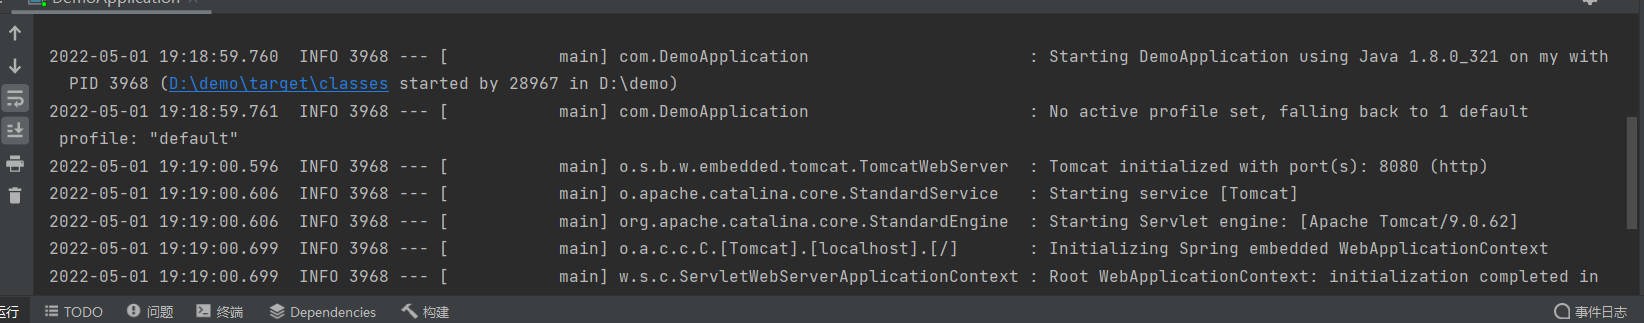 DemoApplication
2022-05-01 19:18:59.760  INFO 3968 --- [           main] com.DemoApplication                      : Starting DemoApplication using Java 1.8.0_321 on my with
PID 3968 (D:\demo\target\classes started by 28967 in D:\demo)
2022-05-01 19:18:59.761  INFO 3968 --- [           main] com.DemoApplication                      : No active profile set, falling back to 1 default
profile: "default"
2022-05-01 19:19:00.596  INFO 3968 --- [           main] o.s.b.w.embedded.tomcat.TomcatWebServer  : Tomcat initialized with port(s): 8080 (http)
2022-05-01 19:19:00.606  INFO 3968 --- [           main] o.apache.catalina.core.StandardService   : Starting service [Tomcat]
2022-05-01 19:19:00.606  INFO 3968 --- [           main] org.apache.catalina.core.StandardEngine  : Starting Servlet engine: [Apache Tomcat/9.0.62]
2022-05-01 19:19:00.699  INFO 3968 --- [           main] o.a.c.c.C.[Tomcat].[localhost].[/]       : Initializing Spring embedded WebApplicationContext
2022-05-01 19:19:00.699  INFO 3968 --- [           main] w.s.c.ServletWebServerApplicationContext : Root WebApplicationContext: initialization completed in
运行 TODO 问题 终端 Dependencies 构建 事件日志